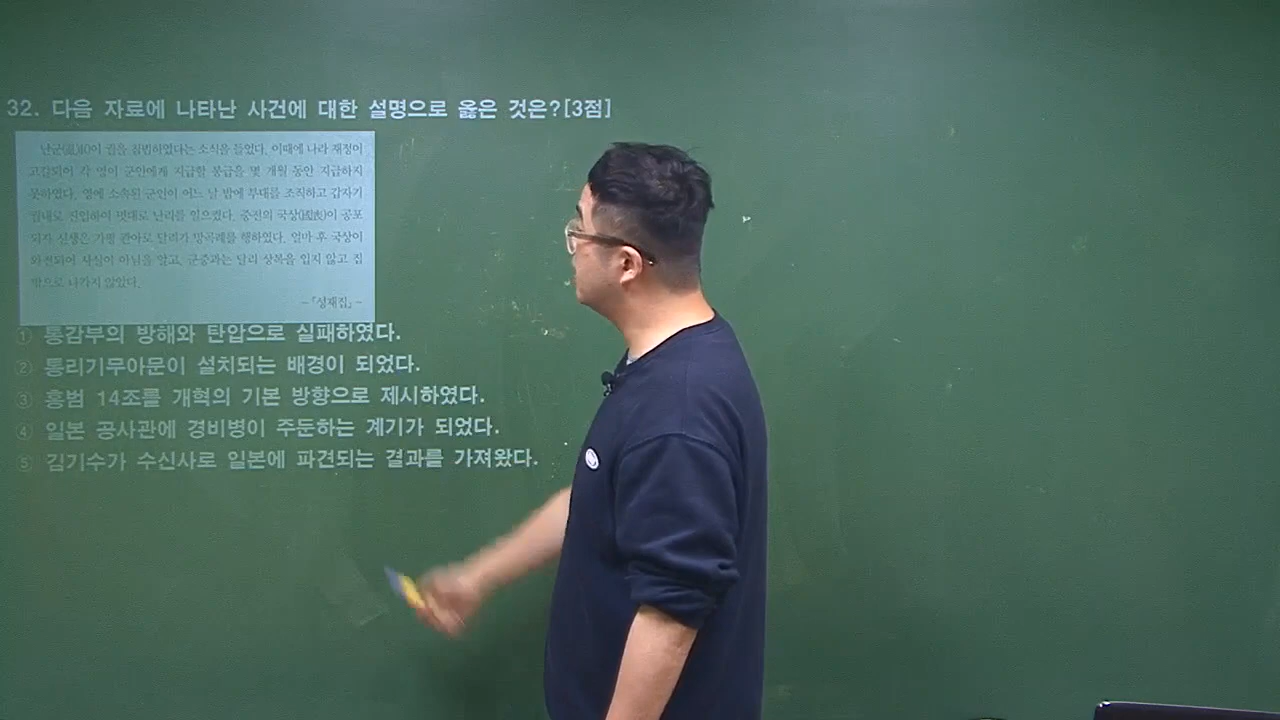 32. 다음 자료에 나타난 사건에 대한 설명으로 옳은 것은?[3점]
난군(亂軍)이 궐을 침범하였다는 소식을 들었다. 이때에 나라 재정이
고갈되어 각 영이 군인에게 지급할 봉급을 몇 개월 동안 지급하지
못하였다. 영에 소속된 군인이 어느 날 밤에 부대를 조직하고 갑자기
궐내로 진입하여 멋대로 난리를 일으켰다. 중전의 국상(國喪)이 공포
되자 선생은 가평 관아로 달려가 망곡례를 행하였다. 얼마 후 국상이
와전되어 사실이 아님을 알고, 군중과는 달리 상복을 입지 않고 집
밖으로 나가지 않았다.
-『성재집』-
① 통감부의 방해와 탄압으로 실패하였다.
② 통리기무아문이 설치되는 배경이 되었다.
③ 홍범 14조를 개혁의 기본 방향으로 제시하였다.
④ 일본 공사관에 경비병이 주둔하는 계기가 되었다.
⑤ 김기수가 수신사로 일본에 파견되는 결과를 가져왔다.